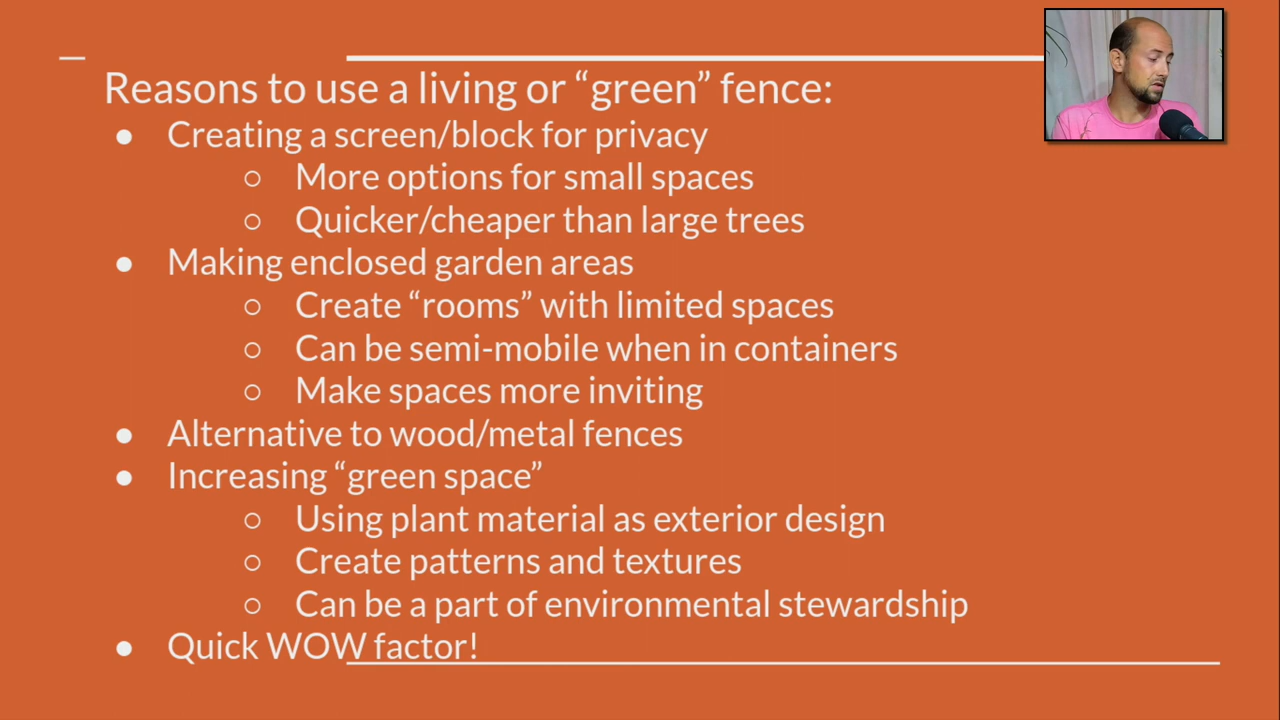 Reasons to use a living or “green” fence:
● Creating a screen/block for privacy
○ More options for small spaces
○ Quicker/cheaper than large trees
● Making enclosed garden areas
○ Create “rooms” with limited spaces
○ Can be semi-mobile when in containers
○ Make spaces more inviting
● Alternative to wood/metal fences
● Increasing “green space”
○ Using plant material as exterior design
○ Create patterns and textures
○ Can be a part of environmental stewardship
● Quick WOW factor!